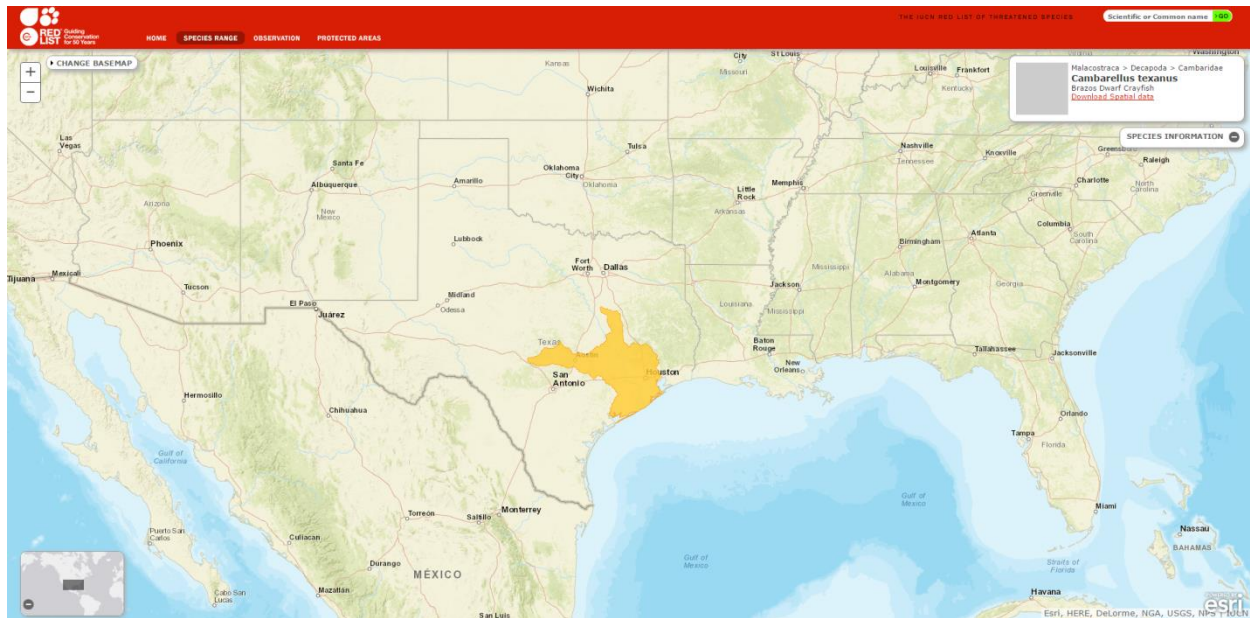 THE IUCN RED LIST OF THREATENED SPECIES
Scientific or Common name
GO
RED
LIST
Guiding
Conservation
for 50 Years
HOME
SPECIES RANGE
OBSERVATION
PROTECTED AREAS
CHANGE BASEMAP
+
−
Malacostraca > Decapoda > Cambaridae
Cambarellus texanus
Brazos Dwarf Crayfish
Download Spatial data
SPECIES INFORMATION
Kansas
City
St Louis
Missouri
Louisville
Frankfort
Kentucky
Washington
Wichita
Las
Vegas
Tulsa
Nashville
Tennessee
Knoxville
Raleigh
Santa Fe
Albuquerque
Amarillo
Oklahoma
City
Oklahoma
Little
Rock
Memphis
Charlotte
North
Carolina
Greenville
Arizona
New
Mexico
Arkansas
Columbia
South
Carolina
Phoenix
Lubbock
Birmingham
Atlanta
Fort
Worth
Dallas
Mississippi
Alabama
Georgia
Tijuana
Mexicali
Tucson
Jackson
Montgomery
El Paso
Juárez
Midland
Odessa
Louisiana
Mississippi
Texas
Austin
Baton
Rouge
New
Orleans
Tallahassee
Jacksonville
San
Antonio
Houston
Hermosillo
Chihuahua
Orlando
Tampa
Florida
Gulf of
California
Gulf of
Mexico
Miami
Torreón
Saltillo
Monterrey
Nassau
BAHAMAS
Puerto San
Carlos
Culiacan
Durango
MÉXICO
Gulf of
Mexico
Straits of
Florida
Cabo San
Lucas
Mazatlán
Havana
San Luis
esri
Esri, HERE, DeLorme, NGA, USGS, NPS | IUCN